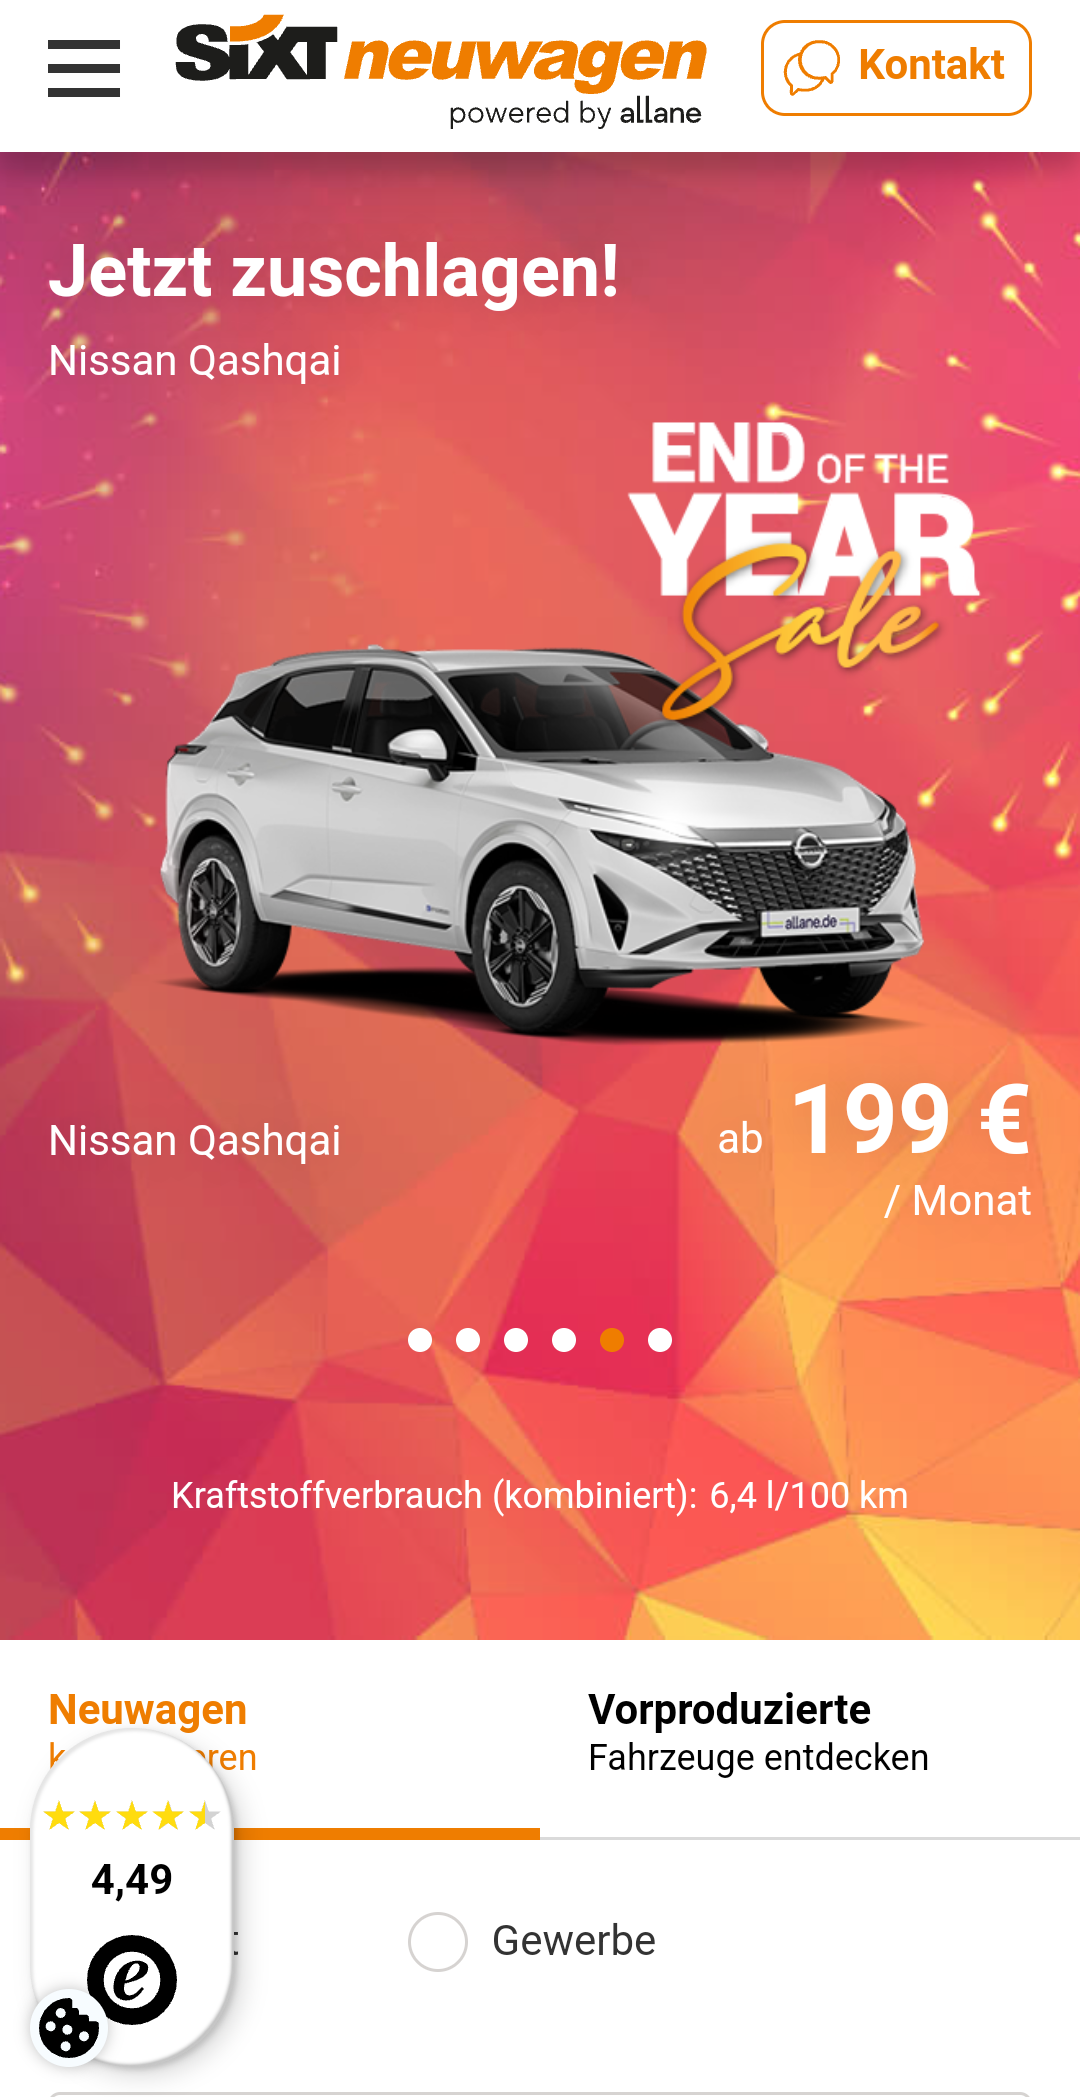 SIXT neuwagen
powered by allane
Kontakt
Jetzt zuschlagen!
Nissan Qashqai
END OF THE
YEAR
Sale
allane.de
Nissan Qashqai
ab 199 €
/ Monat
Kraftstoffverbrauch (kombiniert): 6,4 l/100 km
Neuwagen
Vorproduzierte
Fahrzeuge entdecken
4,49
e
Gewerbe